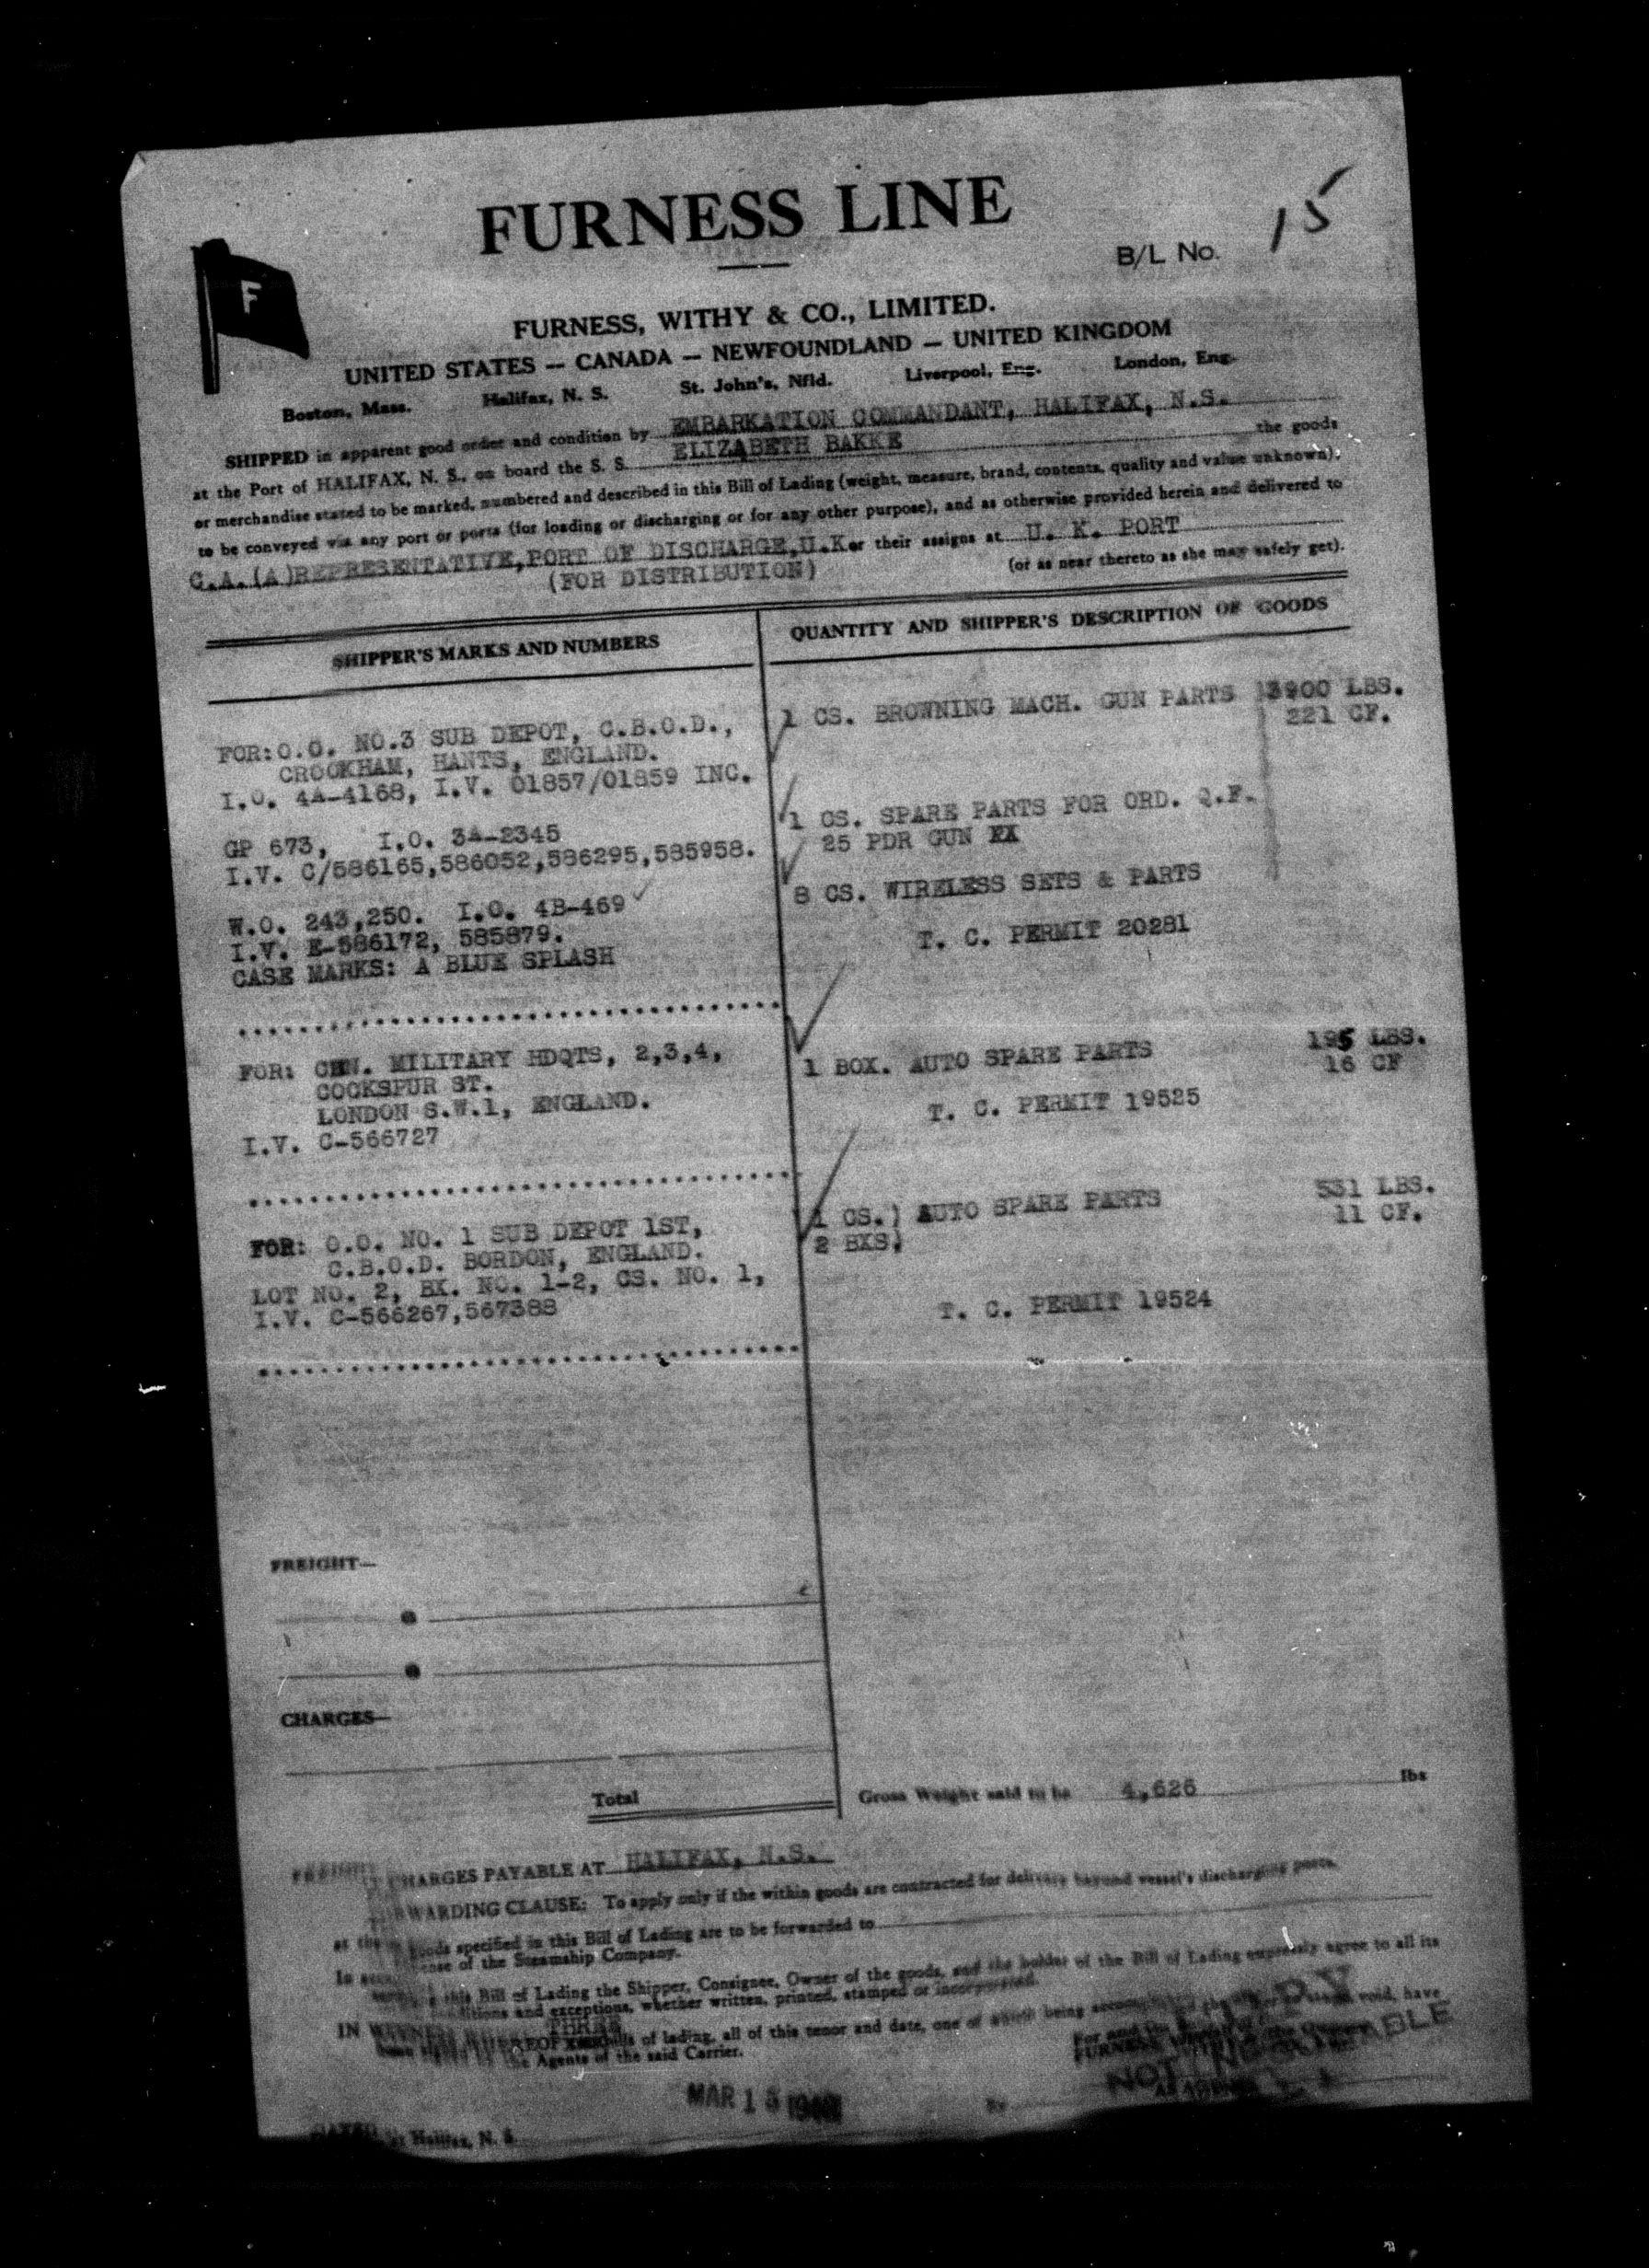 FURNESS LINE
B/L No. 15
F
FURNESS, WITHY & CO., LIMITED.
UNITED STATES — CANADA — NEWFOUNDLAND — UNITED KINGDOM
Boston, Mass. Halifax, N. S. St. John's, Nfld. Liverpool, Eng. London, Eng.
SHIPPED in apparent good order and condition by EMBARKATION COMMANDANT, HALIFAX, N.S.
at the Port of HALIFAX, N. S., on board the S. S. ELIZABETH BAKKE the goods
or merchandise stated to be marked, numbered and described in this Bill of Lading (weight, measure, brand, contents, quality and value unknown),
to be conveyed via any port or ports (for loading or discharging or for any other purpose), and as otherwise provided herein and delivered to
C.A.(A)REPRESENTATIVE,PORT OF DISCHARGE,U.K or their assigns at U. K. PORT
(FOR DISTRIBUTION) (or as near thereto as she may safely get).
SHIPPER'S MARKS AND NUMBERS
QUANTITY AND SHIPPER'S DESCRIPTION OF GOODS
FOR:O.O. NO.3 SUB DEPOT, C.B.O.D.,
CROOKHAM, HANTS, ENGLAND.
I.O. 4A-4168, I.V. 01857/01859 INC.
1 CS. BROWNING MACH. GUN PARTS 3900 LBS.
221 CF.
GP 673, I.O. 3A-2345
I.V. C/586165,586052,586295,585958.
1 CS. SPARE PARTS FOR ORD. Q.F.
25 PDR GUN
W.O. 243,250. I.O. 4B-469
I.V. E-586172, 585879.
CASE MARKS: A BLUE SPLASH
8 CS. WIRELESS SETS & PARTS
T. C. PERMIT 20281
FOR: CHN. MILITARY HDQTS, 2,3,4,
COCKSPUR ST.
LONDON S.W.1, ENGLAND.
I.V. C-566727
1 BOX. AUTO SPARE PARTS 195 LBS.
16 CF
T. C. PERMIT 19525
FOR: O.O. NO. 1 SUB DEPOT 1ST,
C.B.O.D. BORDON, ENGLAND.
LOT NO. 2, BX. NO. 1-2, CS. NO. 1,
I.V. C-566267,567388
1 CS.) AUTO SPARE PARTS 531 LBS.
2 BXS) 11 CF.
T. C. PERMIT 19524
FREIGHT—
CHARGES—
Total
Gross Weight said to be 4,626 lbs
CHARGES PAYABLE AT HALIFAX, N.S.
CLAUSE: To apply only if the within goods are contracted for delivery beyond vessel's discharging ports.
goods specified in this Bill of Lading are to be forwarded to
of the Steamship Company.
this Bill of Lading the Shipper, Consignee, Owner of the goods, and the holder of the Bill of Lading expressly agree to all its
and exceptions, whether written, printed, stamped or incorporated.
IN WITNESS WHEREOF THREE bills of lading, all of this tenor and date, one of which being void, have
Agents of the said Carrier.
NOT NEGOTIABLE
MAR 15
at Halifax, N. S.